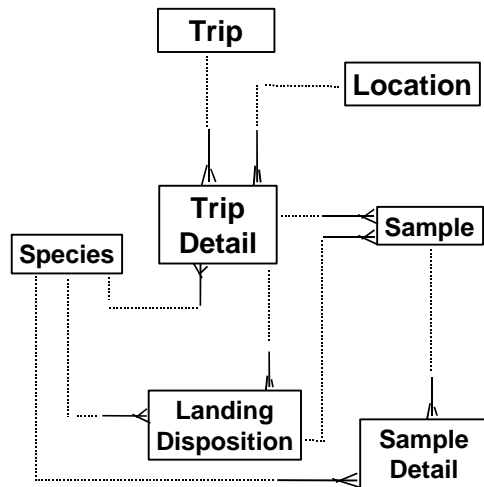 Trip
Location
Trip
Detail
Sample
Species
Landing
Disposition
Sample
Detail